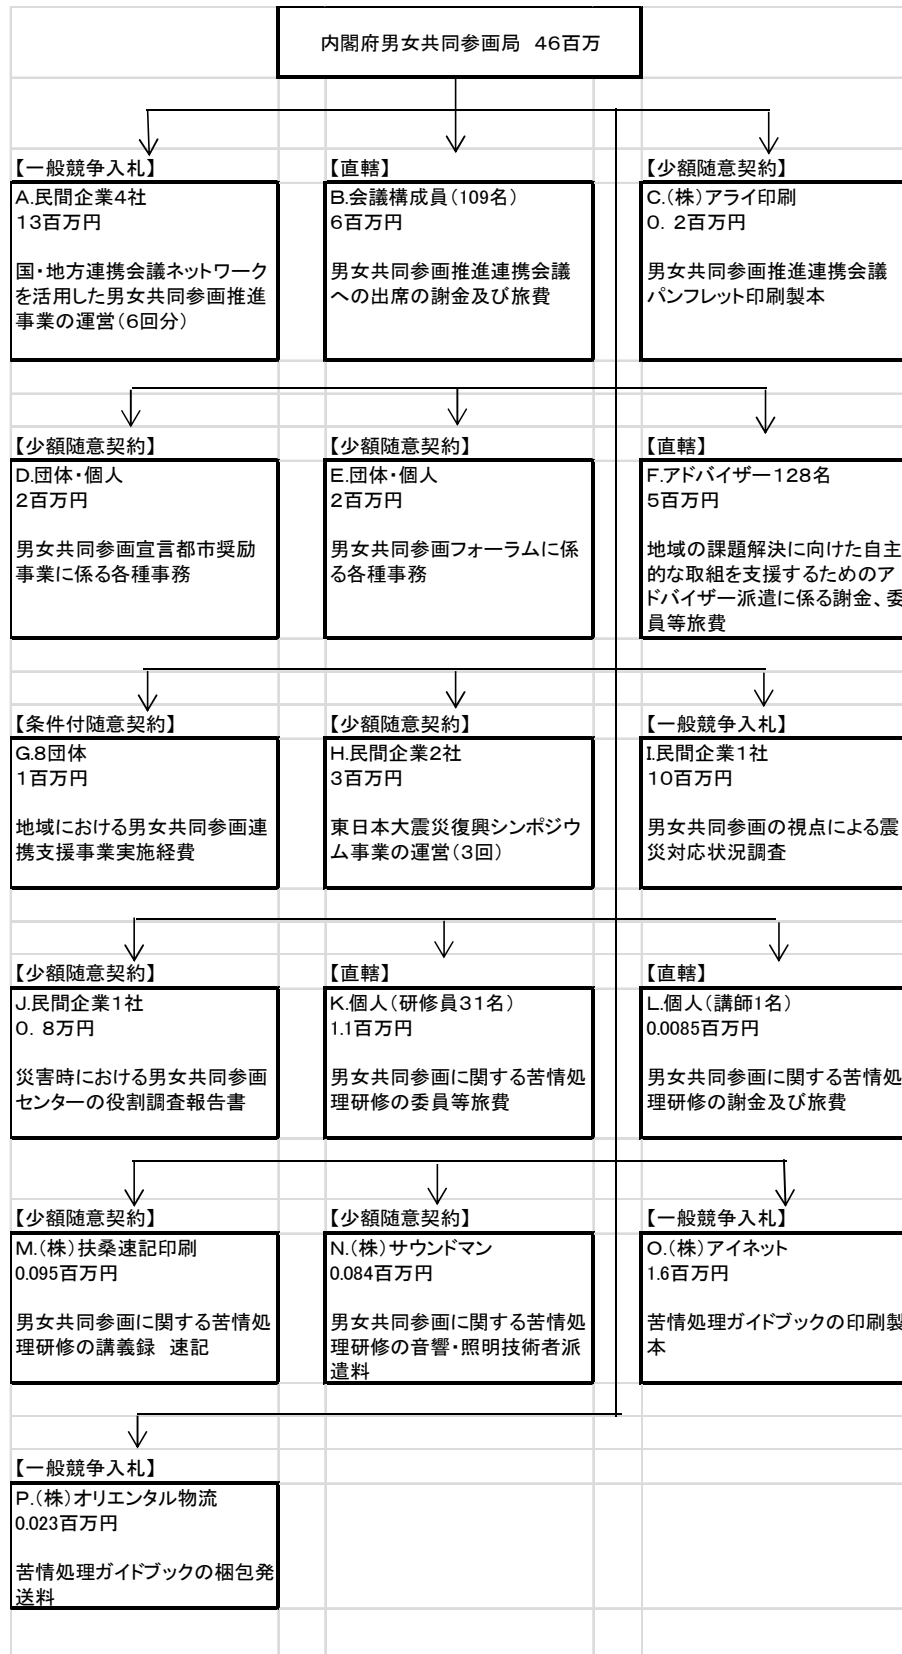 内閣府男女共同参画局 46百万
【一般競争入札】
A.民間企業4社
13百万円
国・地方連携会議ネットワーク
を活用した男女共同参画推進
事業の運営(6回分)
【直轄】
B.会議構成員(109名)
6百万円
男女共同参画推進連携会議
への出席の謝金及び旅費
【少額随意契約】
C.(株)アライ印刷
0.2百万円
男女共同参画推進連携会議
パンフレット印刷製本
【少額随意契約】
D.団体・個人
2百万円
男女共同参画宣言都市奨励
事業に係る各種事務
【少額随意契約】
E.団体・個人
2百万円
男女共同参画フォーラムに係
る各種事務
【直轄】
F.アドバイザー128名
5百万円
地域の課題解決に向けた自主
的な取組を支援するためのア
ドバイザー派遣に係る謝金、委
員等旅費
【条件付随意契約】
G.8団体
1百万円
地域における男女共同参画連
携支援事業実施経費
【少額随意契約】
H.民間企業2社
3百万円
東日本大震災復興シンポジウ
ム事業の運営(3回)
【一般競争入札】
I.民間企業1社
10百万円
男女共同参画の視点による震
災対応状況調査
【少額随意契約】
J.民間企業1社
0.8万円
災害時における男女共同参画
センターの役割調査報告書
【直轄】
K.個人(研修員31名)
1.1百万円
男女共同参画に関する苦情処
理研修の委員等旅費
【直轄】
L.個人(講師1名)
0.0085百万円
男女共同参画に関する苦情処
理研修の謝金及び旅費
【少額随意契約】
M.(株)扶桑速記印刷
0.095百万円
男女共同参画に関する苦情処
理研修の講義録 速記
【少額随意契約】
N.(株)サウンドマン
0.084百万円
男女共同参画に関する苦情処
理研修の音響・照明技術者派
遣料
【一般競争入札】
O.(株)アイネット
1.6百万円
苦情処理ガイドブックの印刷製
本
【一般競争入札】
P.(株)オリエンタル物流
0.023百万円
苦情処理ガイドブックの梱包発
送料